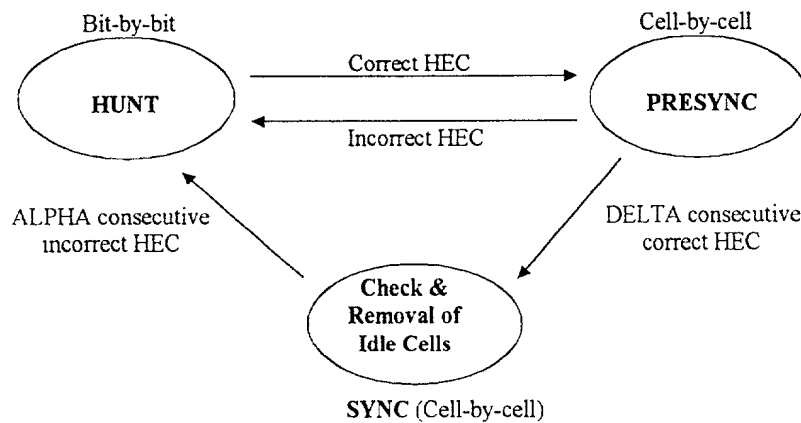 Bit-by-bit
Cell-by-cell
Correct HEC
HUNT
PRESYNC
Incorrect HEC
ALPHA consecutive
incorrect HEC
DELTA consecutive
correct HEC
Check &
Removal of
Idle Cells
SYNC (Cell-by-cell)